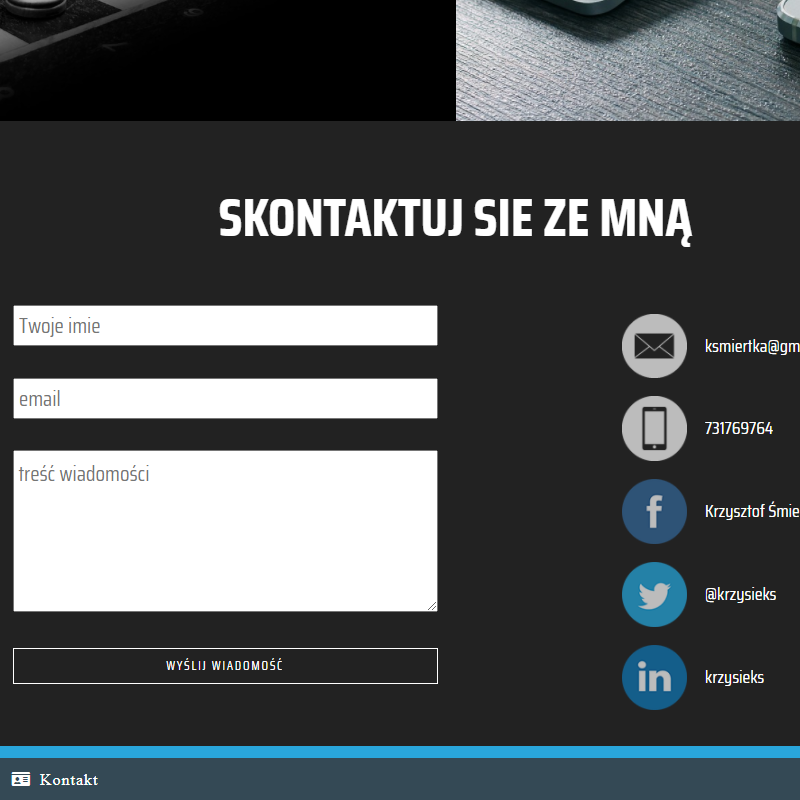 SKONTAKTUJ SIE ZE MNĄ
Twoje imie
email
treść wiadomości
WYŚLIJ WIADOMOŚĆ
ksmiertka@gm
731769764
Krzysztof Śmie
@krzysieks
krzysieks
Kontakt